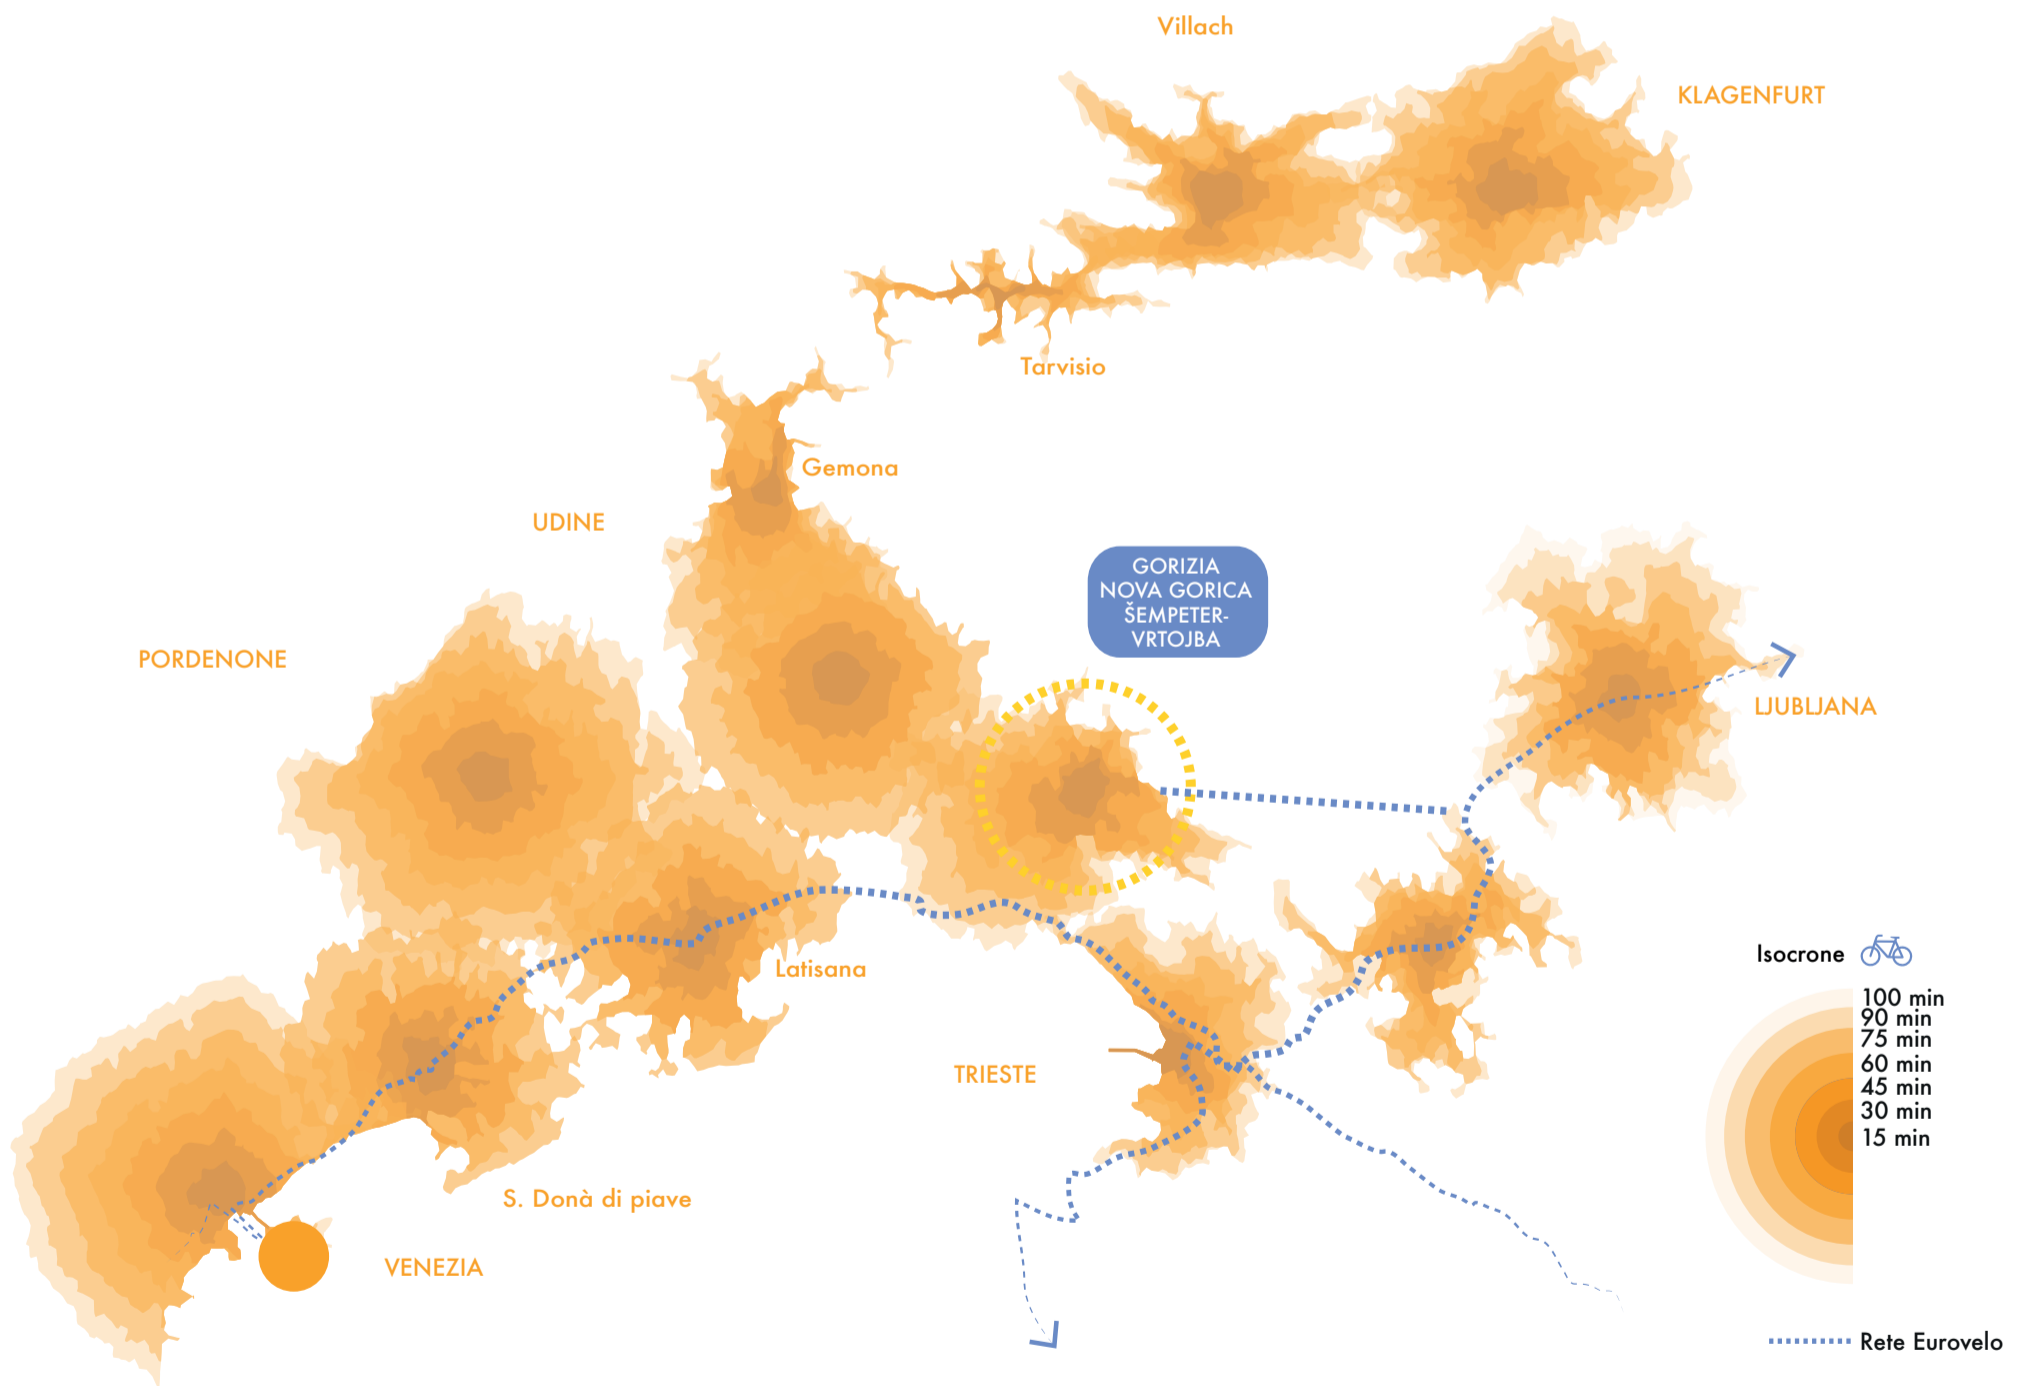 Villach
KLAGENFURT
Tarvisio
Gemona
UDINE
GORIZIA
NOVA GORICA
ŠEMPETER-
VRTOJBA
PORDENONE
LJUBLJANA
Latisana
TRIESTE
S. Donà di piave
VENEZIA
Isocrone
100 min
90 min
75 min
60 min
45 min
30 min
15 min
Rete Eurovelo